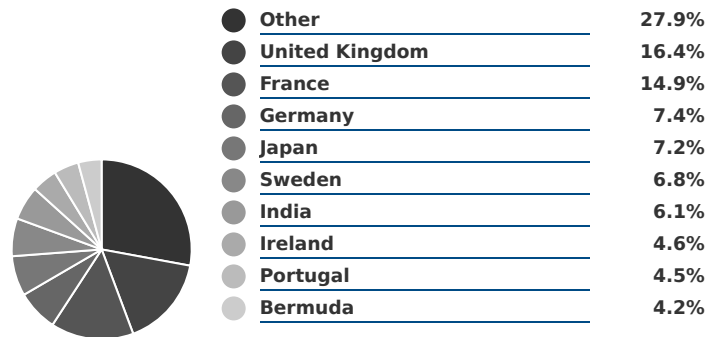 Other 27.9%
United Kingdom 16.4%
France 14.9%
Germany 7.4%
Japan 7.2%
Sweden 6.8%
India 6.1%
Ireland 4.6%
Portugal 4.5%
Bermuda 4.2%